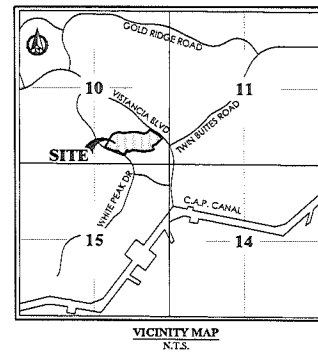 GOLD RIDGE ROAD
10
11
VISTANCIA BLVD
TWIN BUTTES ROAD
SITE
WHITE PEAK DR
C.A.P. CANAL
15
14
VICINITY MAP
N.T.S.